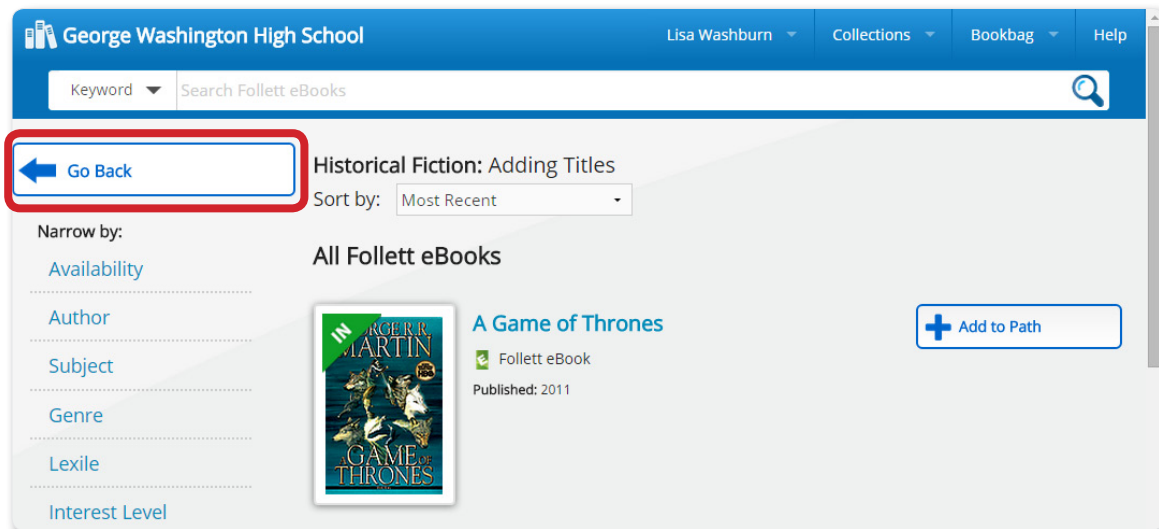 George Washington High School
Lisa Washburn
Collections
Bookbag
Help
Keyword
Search Follett eBooks
Go Back
Historical Fiction: Adding Titles
Sort by: Most Recent
Narrow by:
Availability
Author
Subject
Genre
Lexile
Interest Level
All Follett eBooks
IN
RGE R.R.
MARTIN
A GAME OF
THRONES
A Game of Thrones
Follett eBook
Published: 2011
Add to Path